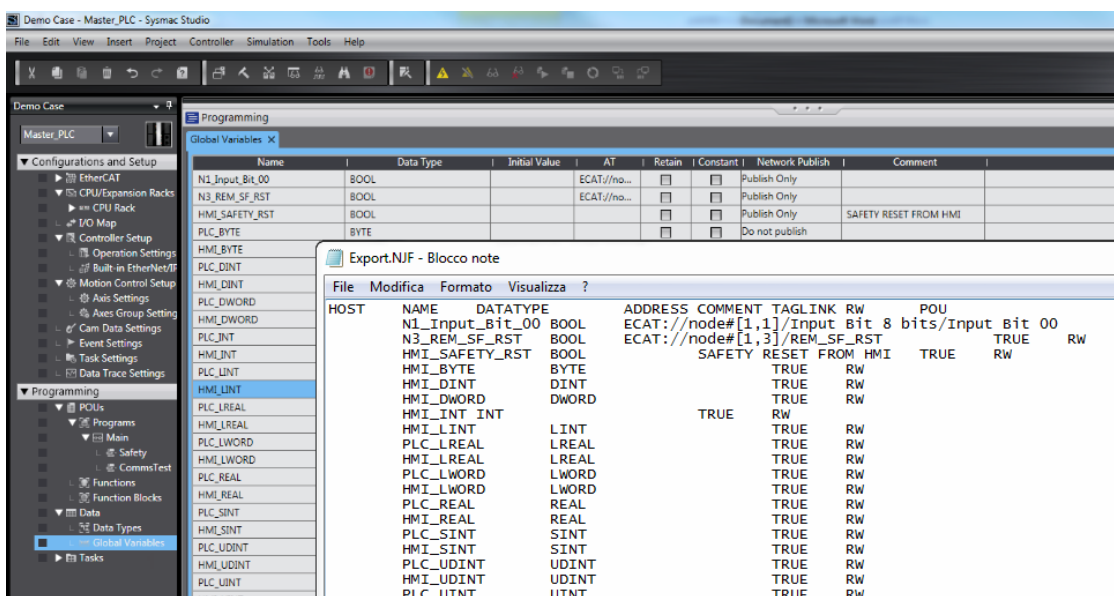 Demo Case - Master_PLC - Sysmac Studio
File Edit View Insert Project Controller Simulation Tools Help
Demo Case
Master_PLC
Configurations and Setup
EtherCAT
CPU/Expansion Racks
CPU Rack
I/O Map
Controller Setup
Operation Settings
Built-in EtherNet/IP
Motion Control Setup
Axis Settings
Axes Group Setting
Cam Data Settings
Event Settings
Task Settings
Data Trace Settings
Programming
POUs
Programs
Main
Safety
CommsTest
Functions
Function Blocks
Data
Data Types
Global Variables
Tasks
Programming
Global Variables X
Name Data Type Initial Value AT Retain Constant Network Publish Comment
N1_Input_Bit_00 BOOL ECAT://no... Publish Only
N3_REM_SF_RST BOOL ECAT://no... Publish Only
HMI_SAFETY_RST BOOL Publish Only SAFETY RESET FROM HMI
PLC_BYTE BYTE Do not publish
HMI_BYTE
PLC_DINT
HMI_DINT
PLC_DWORD
HMI_DWORD
PLC_INT
HMI_INT
PLC_LINT
HMI_LINT
PLC_LREAL
HMI_LREAL
PLC_LWORD
HMI_LWORD
PLC_REAL
HMI_REAL
PLC_SINT
HMI_SINT
PLC_UDINT
HMI_UDINT
PLC_UINT
Export.NJF - Blocco note
File Modifica Formato Visualizza ?
HOST NAME DATATYPE ADDRESS COMMENT TAGLINK RW POU
N1_Input_Bit_00 BOOL ECAT://node#[1,1]/Input Bit 8 bits/Input Bit 00
N3_REM_SF_RST BOOL ECAT://node#[1,3]/REM_SF_RST TRUE RW
HMI_SAFETY_RST BOOL SAFETY RESET FROM HMI TRUE RW
HMI_BYTE BYTE TRUE RW
HMI_DINT DINT TRUE RW
HMI_DWORD DWORD TRUE RW
HMI_INT INT TRUE RW
HMI_LINT LINT TRUE RW
PLC_LREAL LREAL TRUE RW
HMI_LREAL LREAL TRUE RW
PLC_LWORD LWORD TRUE RW
HMI_LWORD LWORD TRUE RW
PLC_REAL REAL TRUE RW
HMI_REAL REAL TRUE RW
PLC_SINT SINT TRUE RW
HMI_SINT SINT TRUE RW
PLC_UDINT UDINT TRUE RW
HMI_UDINT UDINT TRUE RW
PLC_UINT UINT TRUE RW